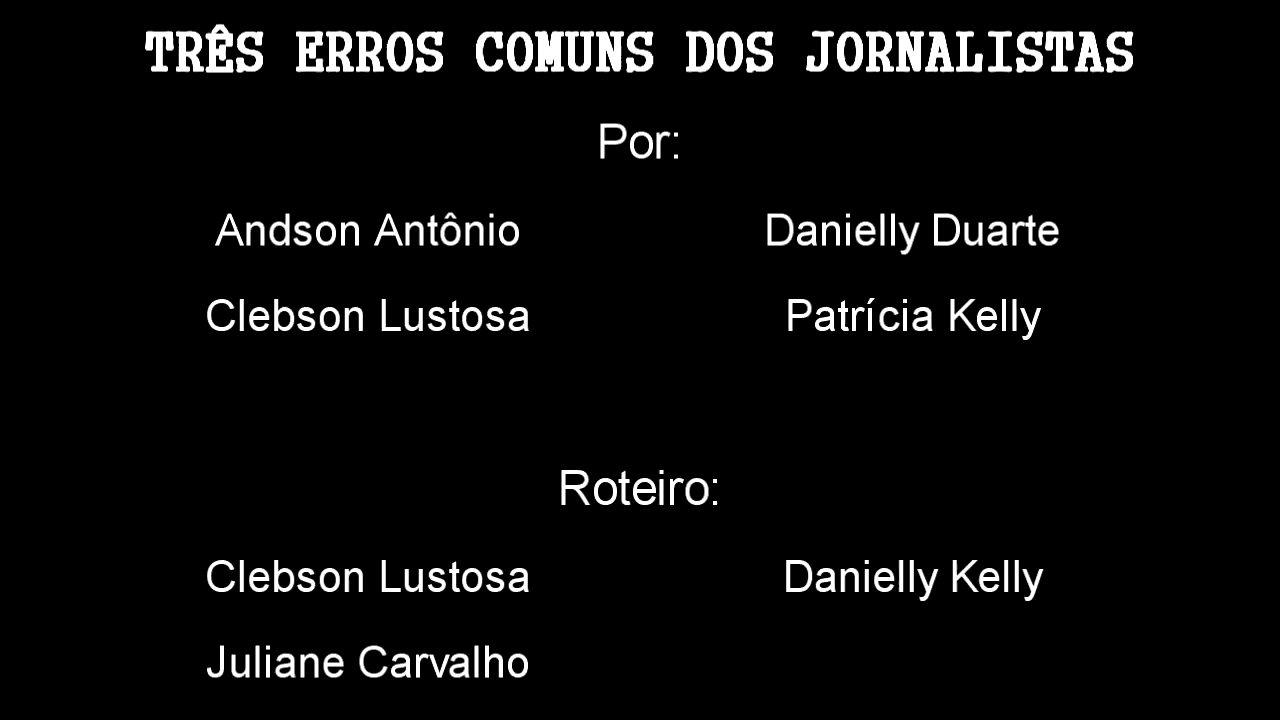 TRÊS ERROS COMUNS DOS JORNALISTAS
Por:
Andson Antônio Danielly Duarte
Clebson Lustosa Patrícia Kelly
Roteiro:
Clebson Lustosa Danielly Kelly
Juliane Carvalho